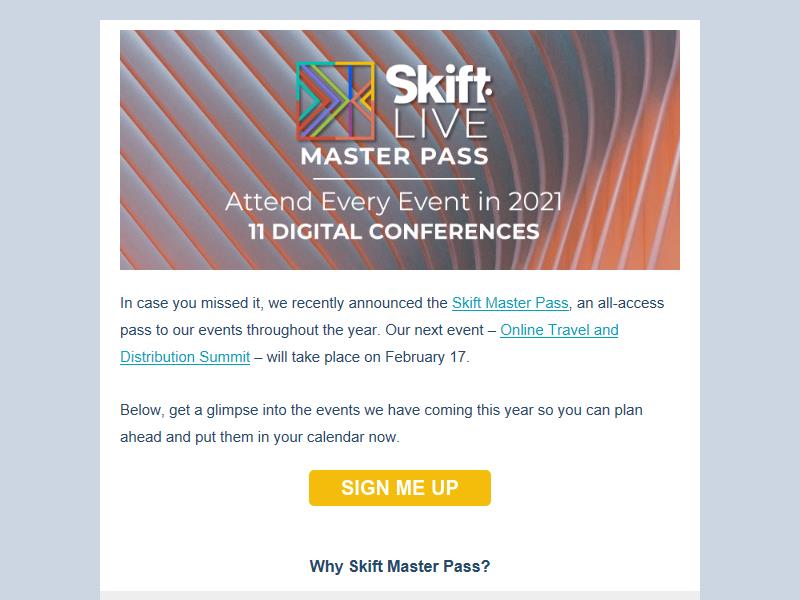 Skift
LIVE
MASTER PASS
Attend Every Event in 2021
11 DIGITAL CONFERENCES
In case you missed it, we recently announced the Skift Master Pass, an all-access
pass to our events throughout the year. Our next event – Online Travel and
Distribution Summit – will take place on February 17.
Below, get a glimpse into the events we have coming this year so you can plan
ahead and put them in your calendar now.
SIGN ME UP
Why Skift Master Pass?